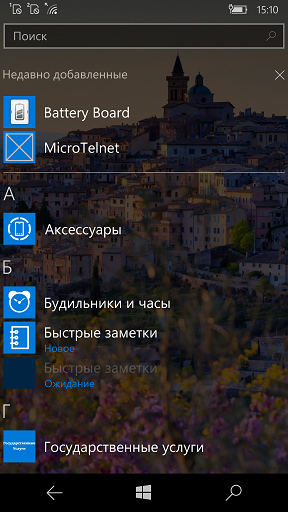 15:10
Поиск
Недавно добавленные
Battery Board
MicroTelnet
А
Аксессуары
Б
Будильники и часы
Быстрые заметки
Новое
Быстрые заметки
Ожидание
Г
Государственные
Услуги
Государственные услуги